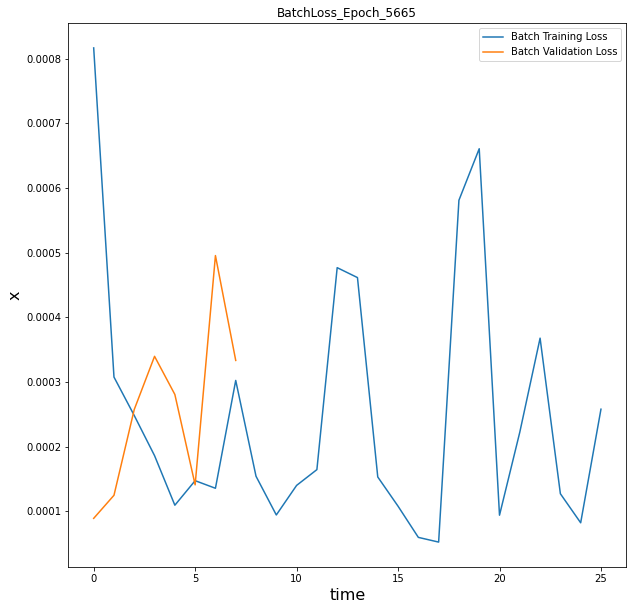 BatchLoss_Epoch_5665
Batch Training Loss
Batch Validation Loss
0.0008
0.0007
0.0006
0.0005
0.0004
0.0003
0.0002
0.0001
x
0 5 10 15 20 25
time